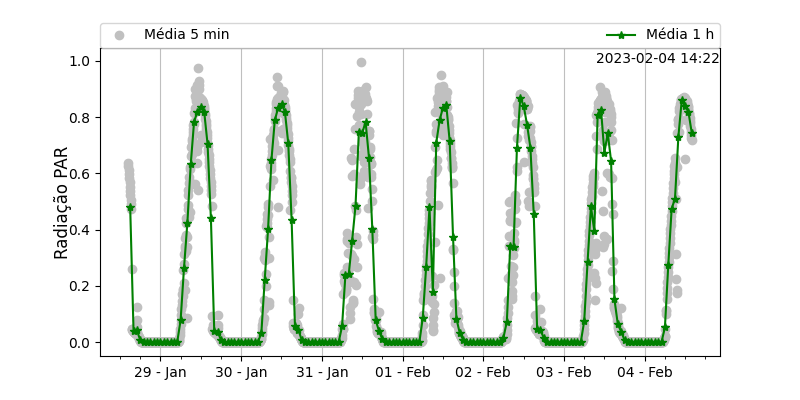 Média 5 min
Média 1 h
2023-02-04 14:22
Radiação PAR
1.0
0.8
0.6
0.4
0.2
0.0
29 - Jan
30 - Jan
31 - Jan
01 - Feb
02 - Feb
03 - Feb
04 - Feb